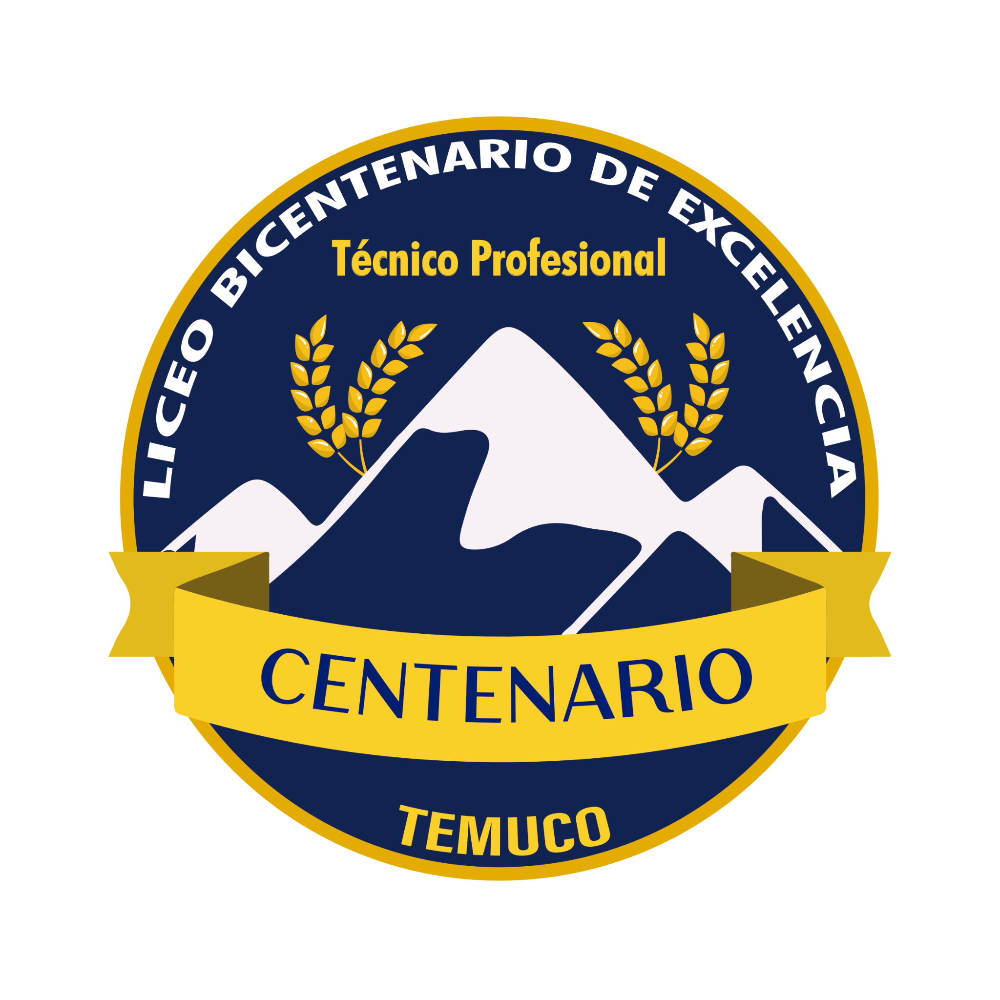 LICEO BICENTENARIO DE EXCELENCIA
Técnico Profesional
CENTENARIO
TEMUCO